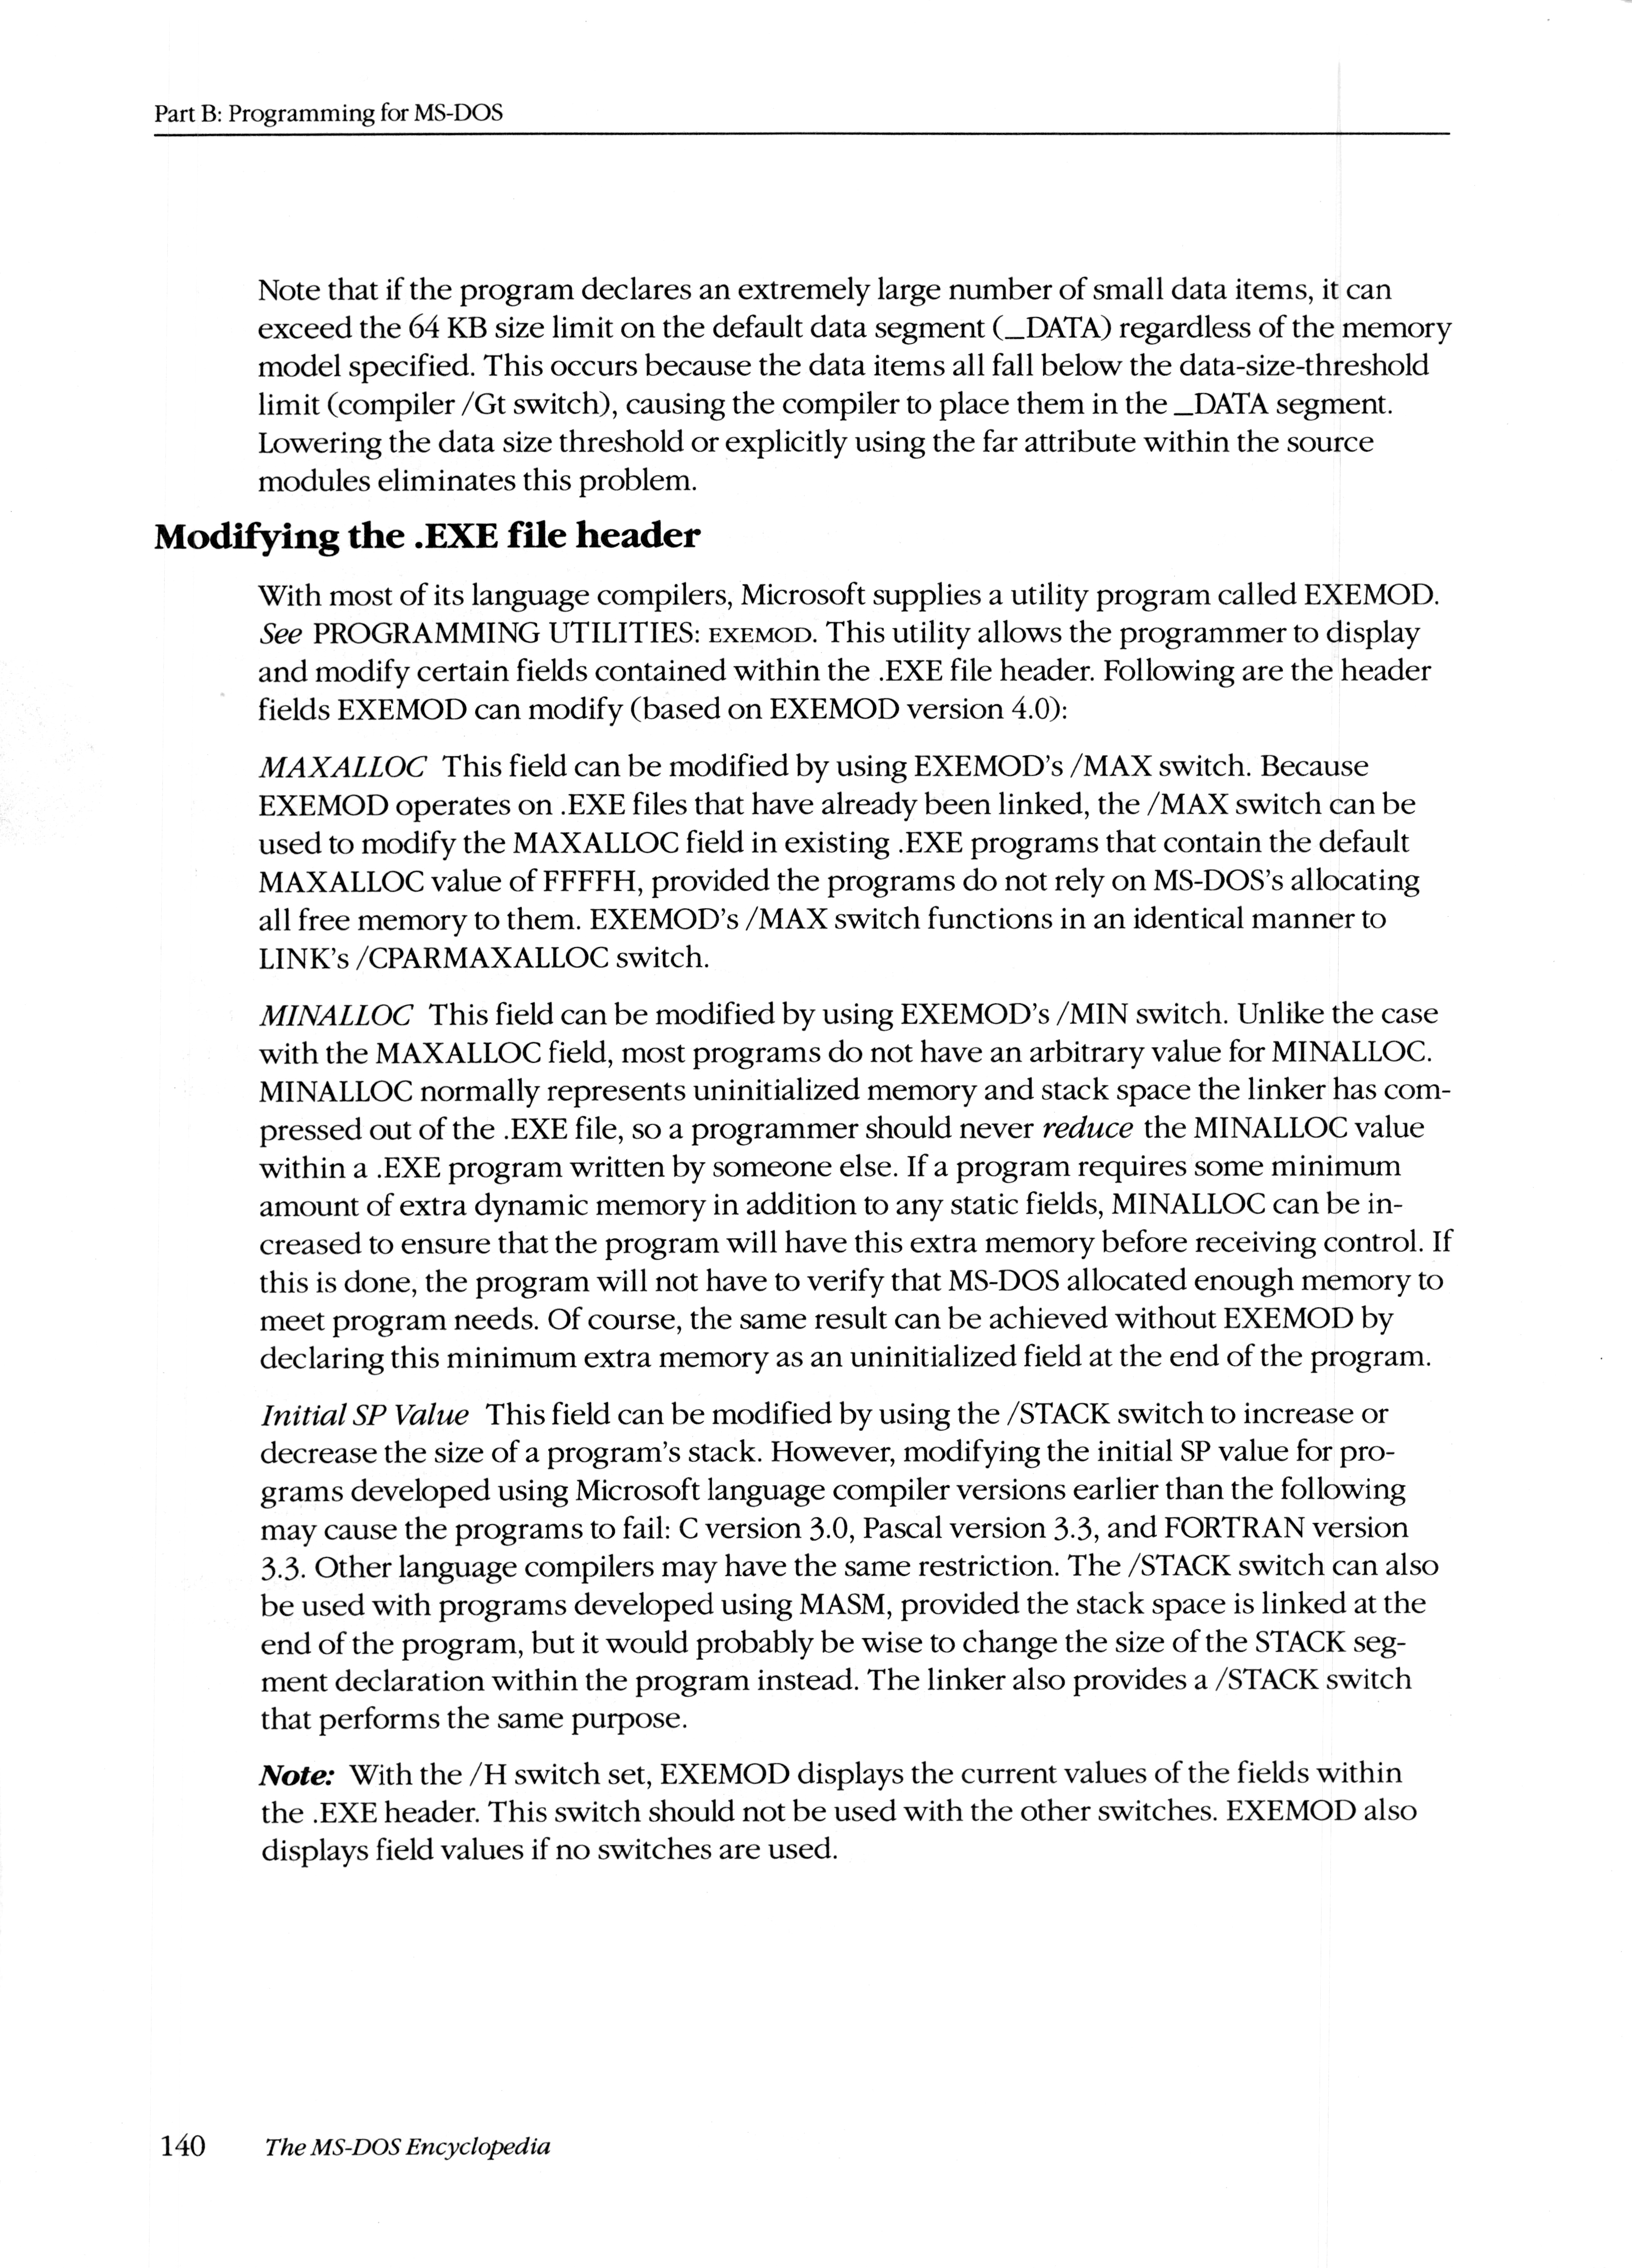 Part B: Programming for MS-DOS
Note that if the program declares an extremely large number of small data items, it can
exceed the 64 KB size limit on the default data segment (_DATA) regardless of the memory
model specified. This occurs because the data items all fall below the data-size-threshold
limit (compiler /Gt switch), causing the compiler to place them in the _DATA segment.
Lowering the data size threshold or explicitly using the far attribute within the source
modules eliminates this problem.
Modifying the .EXE file header
With most of its language compilers, Microsoft supplies a utility program called EXEMOD.
See PROGRAMMING UTILITIES: EXEMOD. This utility allows the programmer to display
and modify certain fields contained within the .EXE file header. Following are the header
fields EXEMOD can modify (based on EXEMOD version 4.0):
MAXALLOC This field can be modified by using EXEMOD's /MAX switch. Because
EXEMOD operates on .EXE files that have already been linked, the /MAX switch can be
used to modify the MAXALLOC field in existing .EXE programs that contain the default
MAXALLOC value of FFFFH, provided the programs do not rely on MS-DOS's allocating
all free memory to them. EXEMOD's /MAX switch functions in an identical manner to
LINK's /CPARMAXALLOC switch.
MINALLOC This field can be modified by using EXEMOD's /MIN switch. Unlike the case
with the MAXALLOC field, most programs do not have an arbitrary value for MINALLOC.
MINALLOC normally represents uninitialized memory and stack space the linker has com-
pressed out of the .EXE file, so a programmer should never reduce the MINALLOC value
within a .EXE program written by someone else. If a program requires some minimum
amount of extra dynamic memory in addition to any static fields, MINALLOC can be in-
creased to ensure that the program will have this extra memory before receiving control. If
this is done, the program will not have to verify that MS-DOS allocated enough memory to
meet program needs. Of course, the same result can be achieved without EXEMOD by
declaring this minimum extra memory as an uninitialized field at the end of the program.
Initial SP Value This field can be modified by using the /STACK switch to increase or
decrease the size of a program's stack. However, modifying the initial SP value for pro-
grams developed using Microsoft language compiler versions earlier than the following
may cause the programs to fail: C version 3.0, Pascal version 3.3, and FORTRAN version
3.3. Other language compilers may have the same restriction. The /STACK switch can also
be used with programs developed using MASM, provided the stack space is linked at the
end of the program, but it would probably be wise to change the size of the STACK seg-
ment declaration within the program instead. The linker also provides a /STACK switch
that performs the same purpose.
Note: With the /H switch set, EXEMOD displays the current values of the fields within
the .EXE header. This switch should not be used with the other switches. EXEMOD also
displays field values if no switches are used.
140 The MS-DOS Encyclopedia